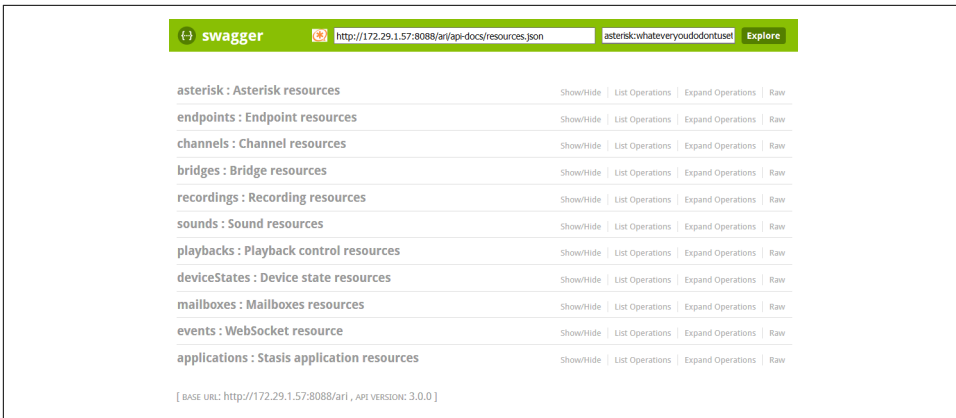 {···} swagger http://172.29.1.57:8088/ari/api-docs/resources.json asterisk:whateveryoudodontuset Explore
asterisk : Asterisk resources Show/Hide List Operations Expand Operations Raw
endpoints : Endpoint resources Show/Hide List Operations Expand Operations Raw
channels : Channel resources Show/Hide List Operations Expand Operations Raw
bridges : Bridge resources Show/Hide List Operations Expand Operations Raw
recordings : Recording resources Show/Hide List Operations Expand Operations Raw
sounds : Sound resources Show/Hide List Operations Expand Operations Raw
playbacks : Playback control resources Show/Hide List Operations Expand Operations Raw
deviceStates : Device state resources Show/Hide List Operations Expand Operations Raw
mailboxes : Mailboxes resources Show/Hide List Operations Expand Operations Raw
events : WebSocket resource Show/Hide List Operations Expand Operations Raw
applications : Stasis application resources Show/Hide List Operations Expand Operations Raw
[ BASE URL: http://172.29.1.57:8088/ari , API VERSION: 3.0.0 ]